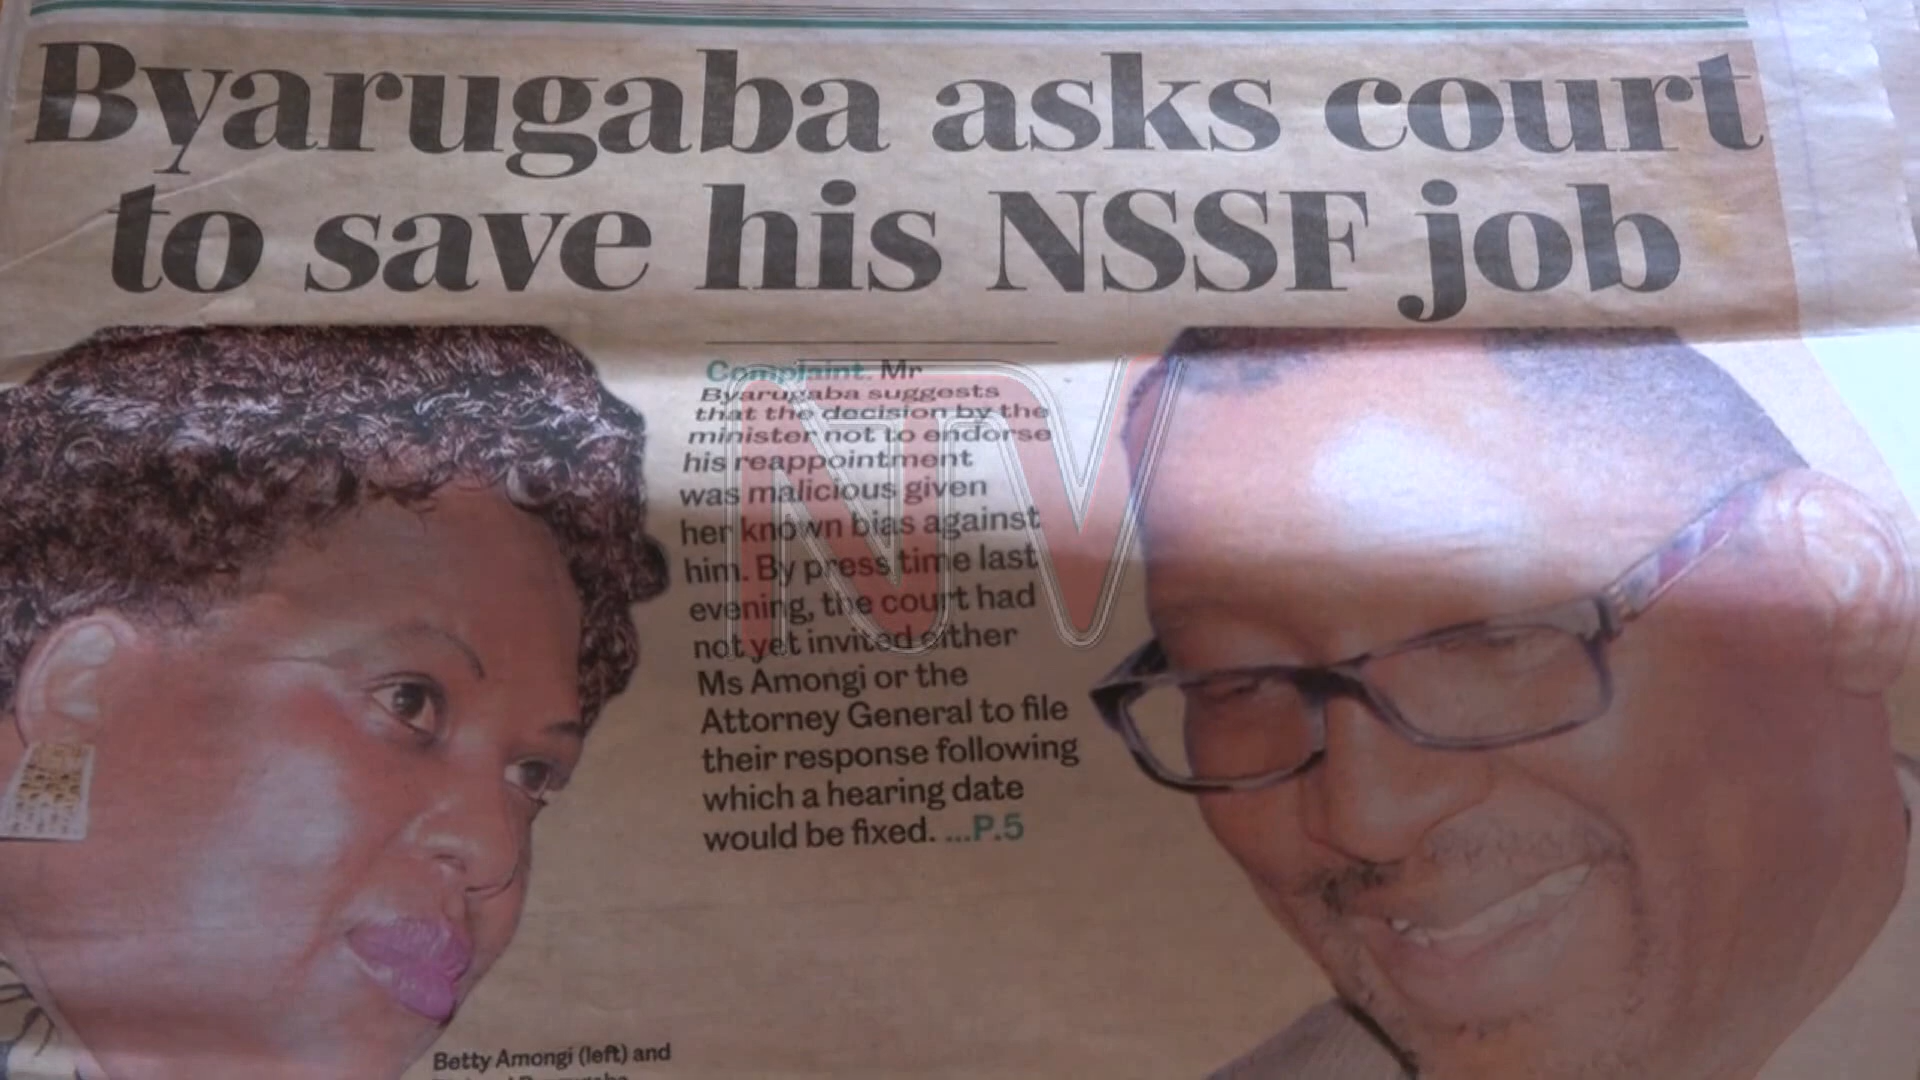 Byarugaba asks court
to save his NSSF job
Complaint. Mr
Byarugaba suggests
that the decision by the
minister not to endorse
his reappointment
was malicious given
her known bias against
him. By press time last
evening, the court had
not yet invited either
Ms Amongi or the
Attorney General to file
their response following
which a hearing date
would be fixed. ...P.5
NTV
Betty Amongi (left) and